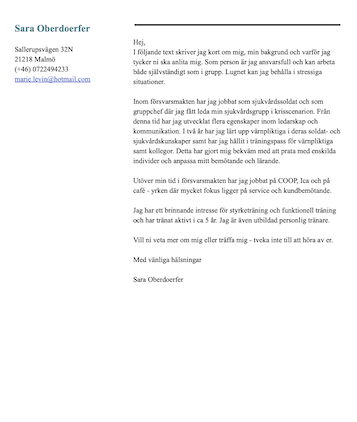 Sara Oberdoerfer
Sallerupsvägen 32N
21218 Malmö
(+46) 0722494233
marie.levin@hotmail.com
Hej,
I följande text skriver jag kort om mig, min bakgrund och varför jag
tycker ni ska anlita mig. Som person är jag ansvarsfull och kan arbeta
både självständigt som i grupp. Lugnet kan jag behålla i stressiga
situationer.
Inom försvarsmakten har jag jobbat som sjukvårdssoldat och som
gruppchef där jag fått leda min sjukvårdsgrupp i krisscenarion. Från
denna tid har jag utvecklat flera egenskaper inom ledarskap och
kommunikation. I två år har jag lärt upp värnpliktiga i deras soldat- och
sjukvårdskunskaper samt har jag hållit i träningspass för värnpliktiga
samt kollegor. Detta har gjort mig bekväm med att prata med enskilda
individer och anpassa mitt bemötande och lärande.
Utöver min tid i försvarsmakten har jag jobbat på COOP, Ica och på
café - yrken där mycket fokus ligger på service och kundbemötande.
Jag har ett brinnande intresse för styrketräning och funktionell träning
och har tränat aktivt i ca 5 år. Jag är även utbildad personlig tränare.
Vill ni veta mer om mig eller träffa mig - tveka inte till att höra av er.
Med vänliga hälsningar
Sara Oberdoerfer